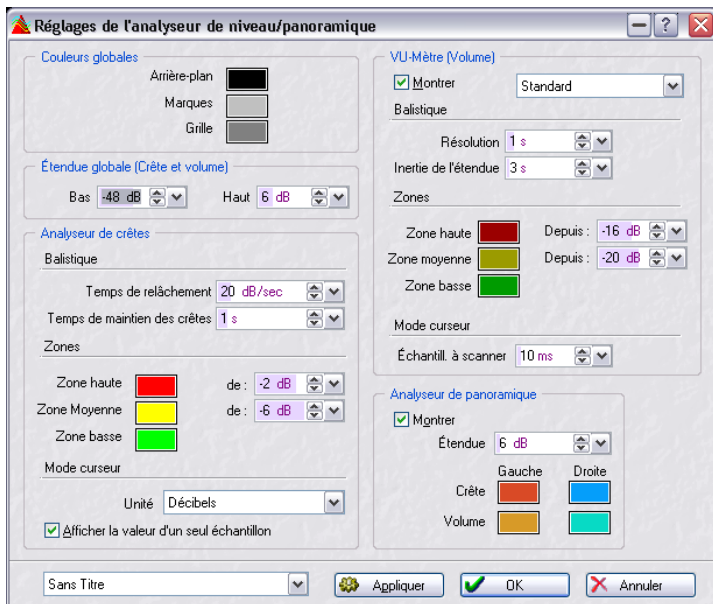 Réglages de l'analyseur de niveau/panoramique
Couleurs globales
Arrière-plan
Marques
Grille
Étendue globale (Crête et volume)
Bas -48 dB Haut 6 dB
Analyseur de crêtes
Balistique
Temps de relâchement 20 dB/sec
Temps de maintien des crêtes 1 s
Zones
Zone haute de : -2 dB
Zone Moyenne de : -6 dB
Zone basse
Mode curseur
Unité Décibels
Afficher la valeur d'un seul échantillon
VU-Mètre (Volume)
Montrer Standard
Balistique
Résolution 1 s
Inertie de l'étendue 3 s
Zones
Zone haute Depuis : -16 dB
Zone moyenne Depuis : -20 dB
Zone basse
Mode curseur
Échantill. à scanner 10 ms
Analyseur de panoramique
Montrer
Étendue 6 dB
Gauche Droite
Crête
Volume
Sans Titre Appliquer OK Annuler